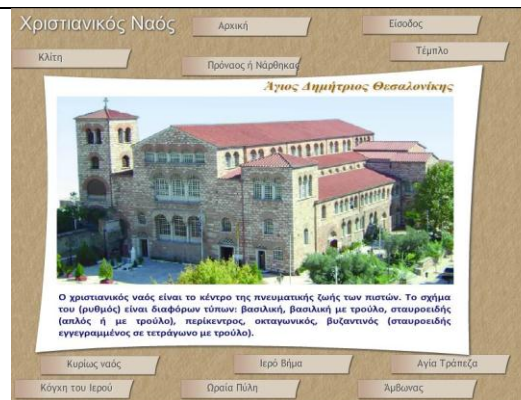 Χριστιανικός Ναός
Αρχική
Είσοδος
Κλίτη
Πρόναος ή Νάρθηκας
Τέμπλο
Άγιος Δημήτριος Θεσαλονίκης
Ο χριστιανικός ναός είναι το κέντρο της πνευματικής ζωής των πιστών. Το σχήμα
του (ρυθμός) είναι διαφόρων τύπων: βασιλική, βασιλική με τρούλο, σταυροειδής
(απλός ή με τρούλο), περίκεντρος, οκταγωνικός, βυζαντινός (σταυροειδής
εγγεγραμμένος σε τετράγωνο με τρούλο).
Κυρίως ναός
Ιερό Βήμα
Αγία Τράπεζα
Κόγχη του Ιερού
Ωραία Πύλη
Άμβωνας